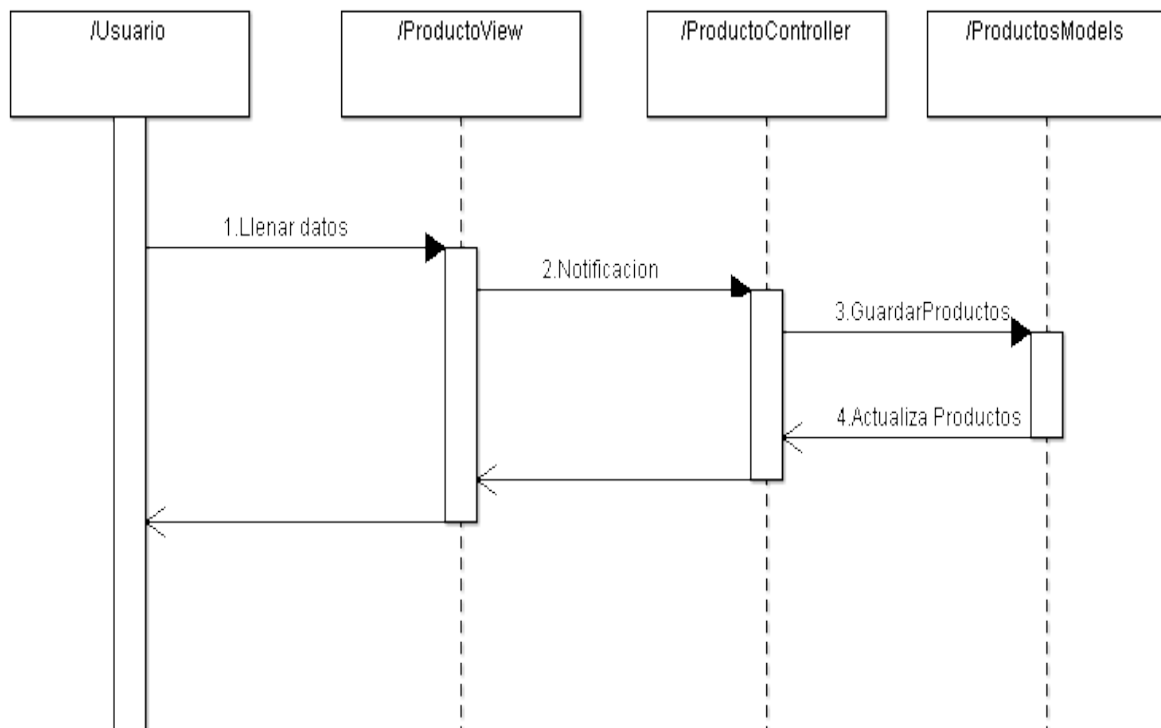 /Usuario
/ProductoView
/ProductoController
/ProductosModels
1.Llenar datos
2.Notificacion
3.GuardarProductos
4.Actualiza Productos